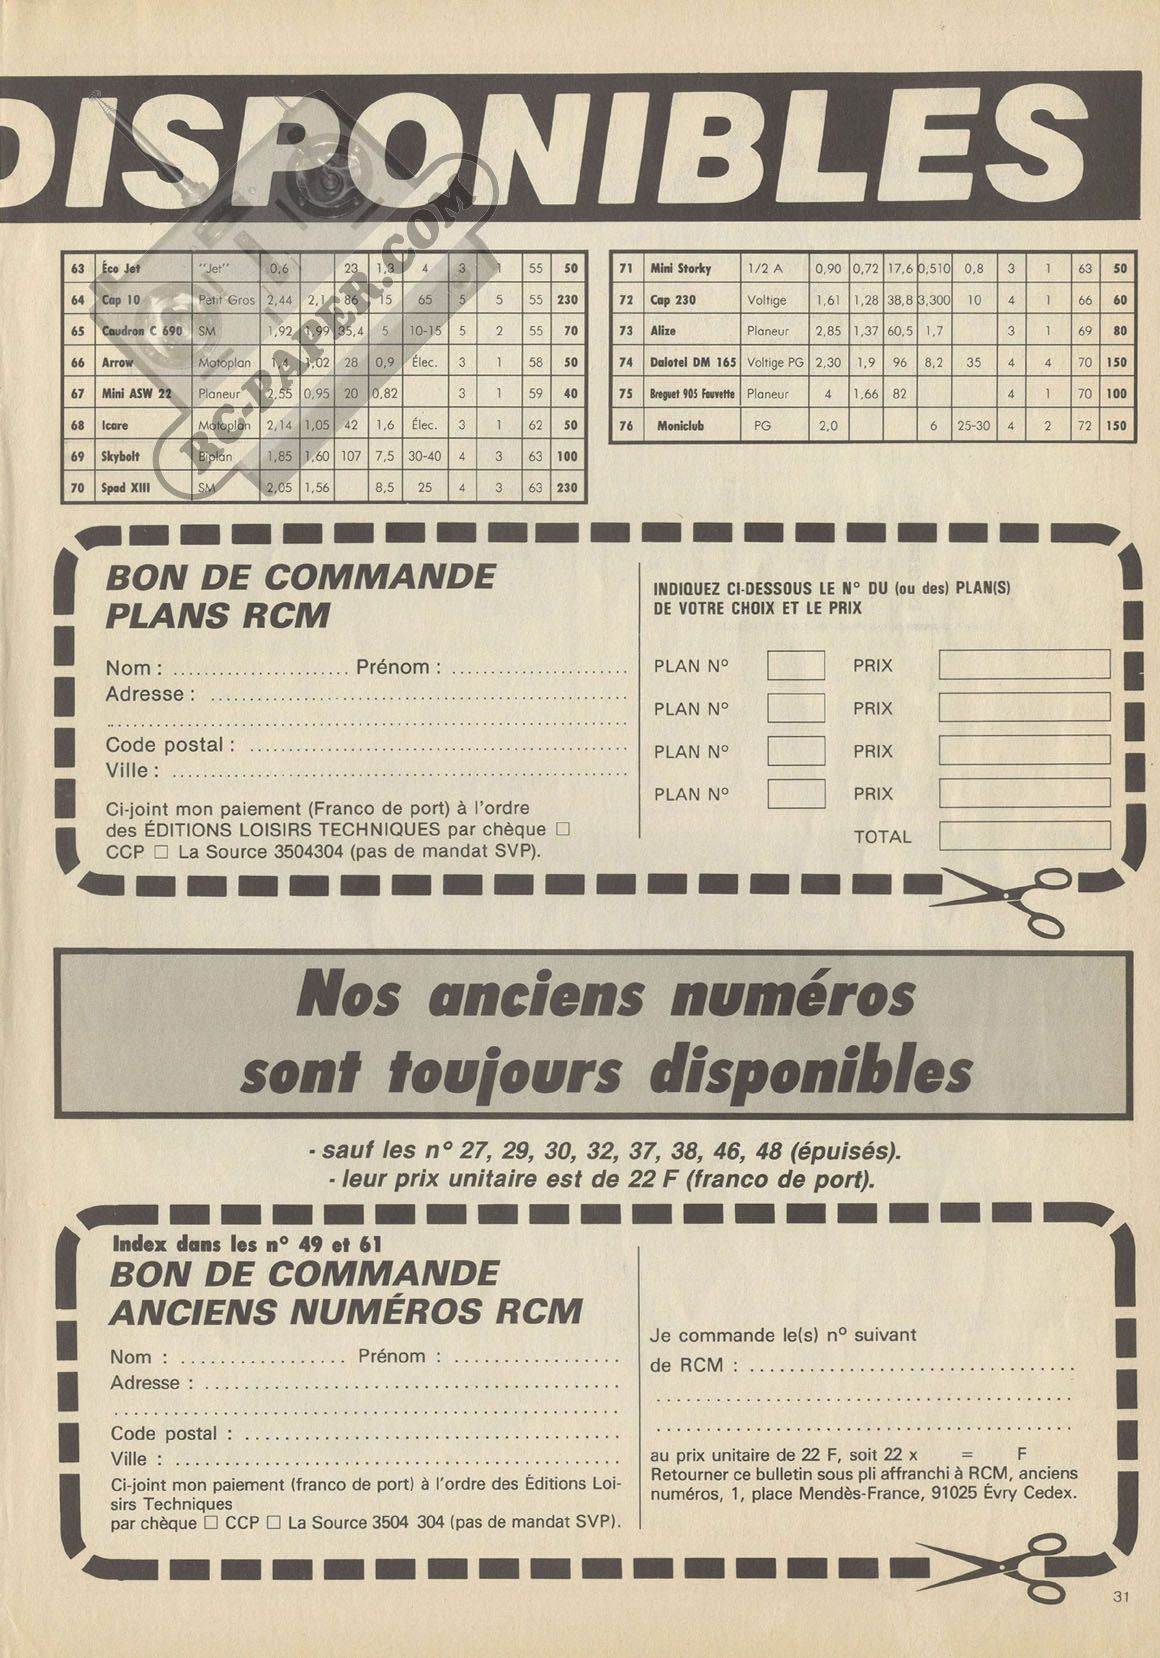 DISPONIBLES
RC-PAPER.COM
63 Éco Jet "Jet" 0,6 23 1,3 4 3 1 55 50
64 Cap 10 Petit Gros 2,44 2,1 86 15 65 5 5 55 230
65 Caudron C 690 SM 1,92 1,99 35,4 5 10-15 5 2 55 70
66 Arrow Motoplan 1,4 1,02 28 0,9 Élec. 3 1 58 50
67 Mini ASW 22 Planeur 2,55 0,95 20 0,82 3 1 59 40
68 Icare Motoplan 2,14 1,05 42 1,6 Élec. 3 1 62 50
69 Skybolt Biplan 1,85 1,60 107 7,5 30-40 4 3 63 100
70 Spad XIII SM 2,05 1,56 8,5 25 4 3 63 230
71 Mini Storky 1/2 A 0,90 0,72 17,6 0,510 0,8 3 1 63 50
72 Cap 230 Voltige 1,61 1,28 38,8 3,300 10 4 1 66 60
73 Alize Planeur 2,85 1,37 60,5 1,7 3 1 69 80
74 Dalotel DM 165 Voltige PG 2,30 1,9 96 8,2 35 4 4 70 150
75 Breguet 905 Fauvette Planeur 4 1,66 82 4 1 70 100
76 Moniclub PG 2,0 6 25-30 4 2 72 150
BON DE COMMANDE
PLANS RCM
Nom : ...................... Prénom : ......................
Adresse : ......................
......................
Code postal : ......................
Ville : ......................
Ci-joint mon paiement (Franco de port) à l'ordre
des ÉDITIONS LOISIRS TECHNIQUES par chèque □
CCP □ La Source 3504304 (pas de mandat SVP).
INDIQUEZ CI-DESSOUS LE N° DU (ou des) PLAN(S)
DE VOTRE CHOIX ET LE PRIX
PLAN N° PRIX
PLAN N° PRIX
PLAN N° PRIX
PLAN N° PRIX
TOTAL
Nos anciens numéros
sont toujours disponibles
- sauf les n° 27, 29, 30, 32, 37, 38, 46, 48 (épuisés).
- leur prix unitaire est de 22 F (franco de port).
Index dans les n° 49 et 61
BON DE COMMANDE
ANCIENS NUMÉROS RCM
Nom : ................. Prénom : .................
Adresse : ......................
......................
Code postal : ......................
Ville : ......................
Ci-joint mon paiement (franco de port) à l'ordre des Éditions Loi-
sirs Techniques
par chèque □ CCP □ La Source 3504 304 (pas de mandat SVP).
Je commande le(s) n° suivant
de RCM : ......................
......................
......................
au prix unitaire de 22 F, soit 22 x = F
Retourner ce bulletin sous pli affranchi à RCM, anciens
numéros, 1, place Mendès-France, 91025 Évry Cedex.
31